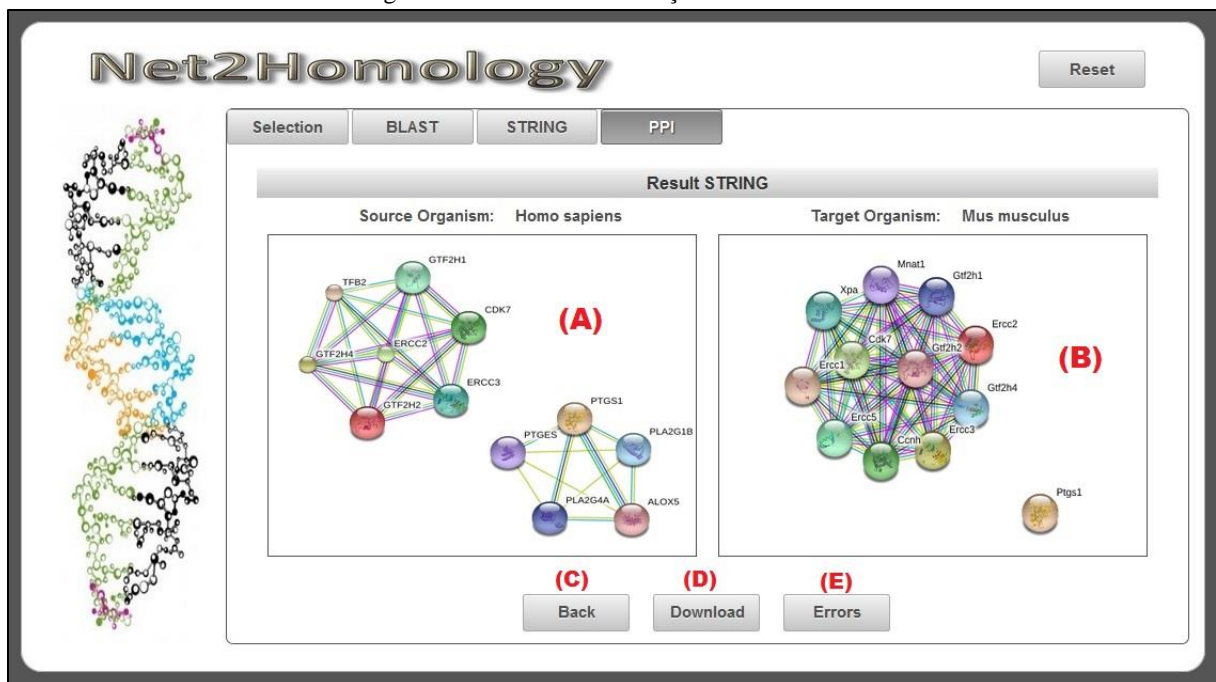 Net2Homology
Reset
Selection BLAST STRING PPI
Result STRING
Source Organism: Homo sapiens
Target Organism: Mus musculus
GTF2H1
TFB2
CDK7
(A)
ERCC2
GTF2H4
ERCC3
GTF2H2
PTGS1
PTGES
PLA2G1B
PLA2G4A
ALOX5
Mnat1
Gtf2h1
Xpa
Ercc2
Cdk7
Gtf2h2
(B)
Ercc1
Gtf2h4
Ercc5
Ercc3
Ccnh
Ptgs1
(C) (D) (E)
Back Download Errors